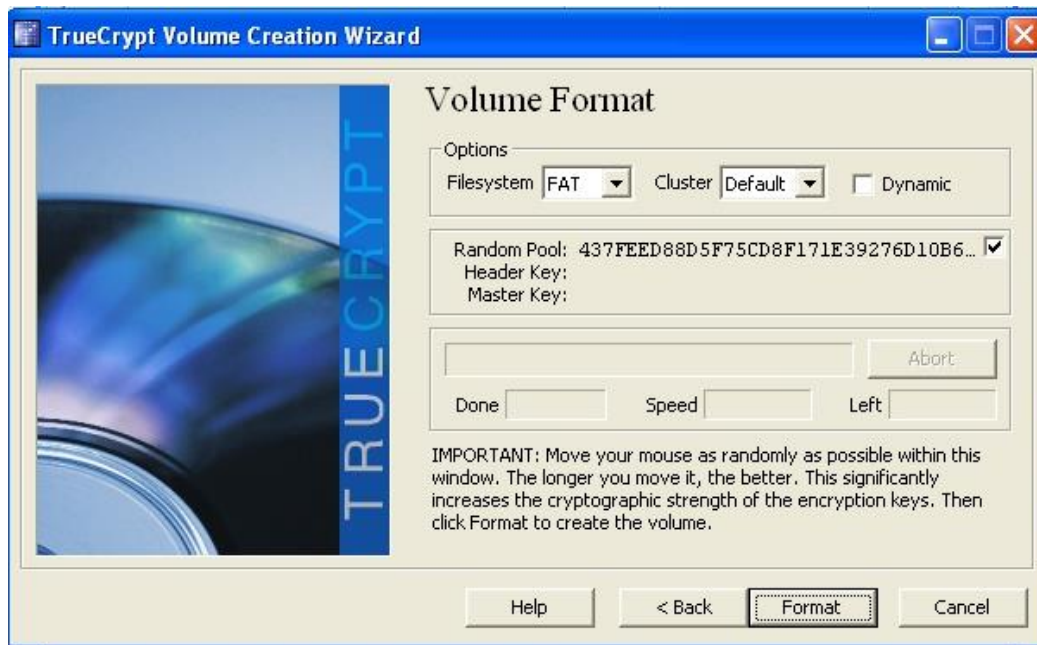 TrueCrypt Volume Creation Wizard
TRUECRYPT
Volume Format
Options
Filesystem FAT Cluster Default Dynamic
Random Pool: 437FEED88D5F75CD8F171E39276D10B6...
Header Key:
Master Key:
Abort
Done Speed Left
IMPORTANT: Move your mouse as randomly as possible within this
window. The longer you move it, the better. This significantly
increases the cryptographic strength of the encryption keys. Then
click Format to create the volume.
Help < Back Format Cancel